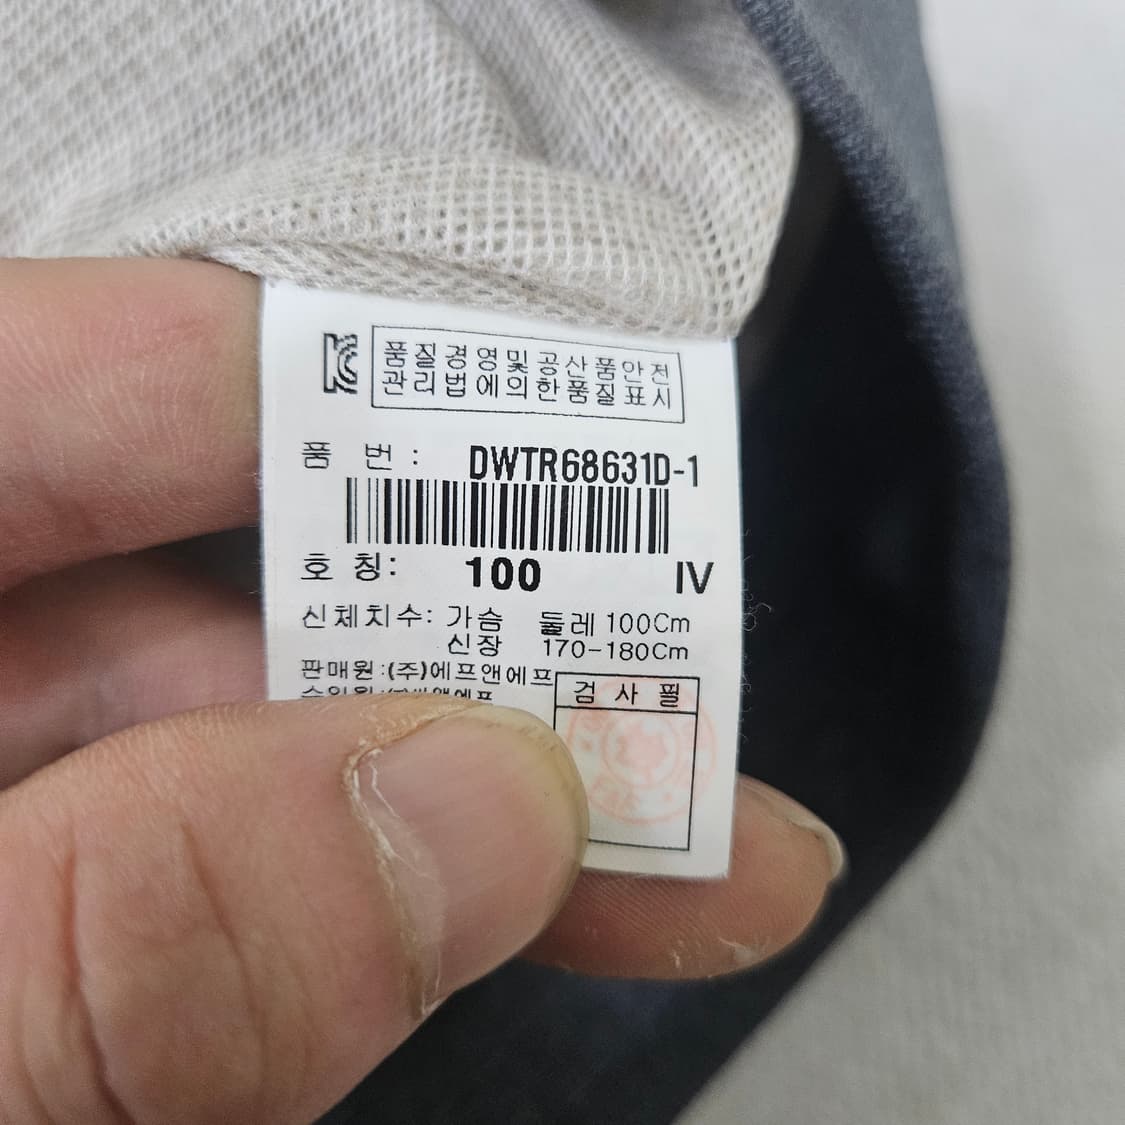 품질경영및공산품안전
관리법에의한품질표시
품 번 : DWTR68631D-1
호 칭: 100 IV
신체치수: 가슴 둘레 100Cm
신장 170-180Cm
판매원:(주)에프앤에프
검 사 필